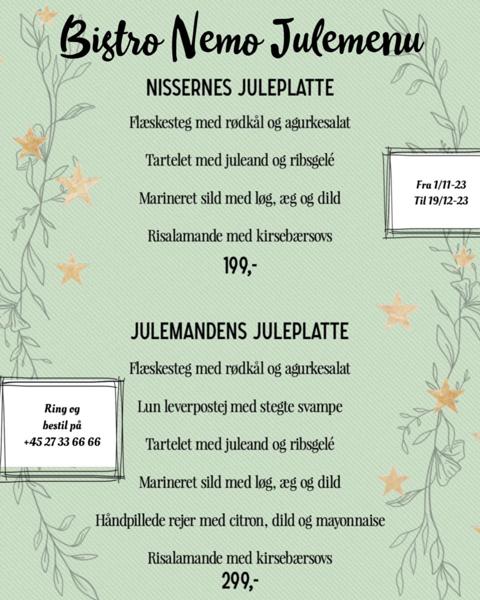 Bistro Nemo Julemenu
NISSERNES JULEPLATTE
Flæskesteg med rødkål og agurkesalat
Tartelet med juleand og ribsgelé
Marineret sild med løg, æg og dild
Risalamande med kirsebærsovs
199,-
Fra 1/11-23
Til 19/12-23
JULEMANDENS JULEPLATTE
Flæskesteg med rødkål og agurkesalat
Lun leverpostej med stegte svampe
Tartelet med juleand og ribsgelé
Marineret sild med løg, æg og dild
Håndpillede rejer med citron, dild og mayonnaise
Risalamande med kirsebærsovs
299,-
Ring og
bestil på
+45 27 33 66 66